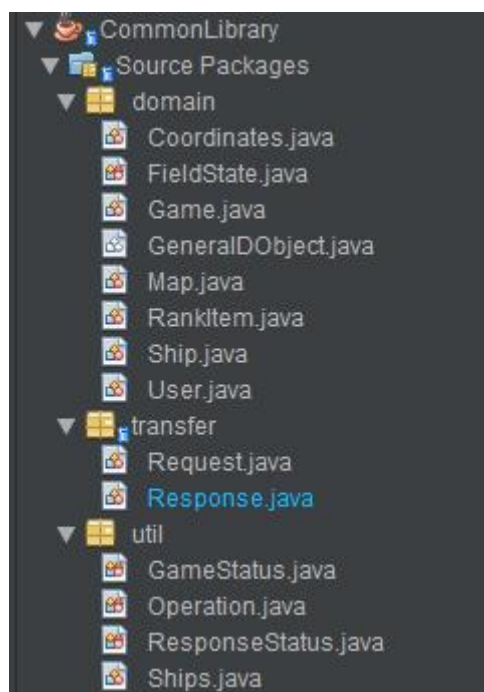 CommonLibrary
Source Packages
domain
Coordinates.java
FieldState.java
Game.java
GeneralDObject.java
Map.java
RankItem.java
Ship.java
User.java
transfer
Request.java
Response.java
util
GameStatus.java
Operation.java
ResponseStatus.java
Ships.java